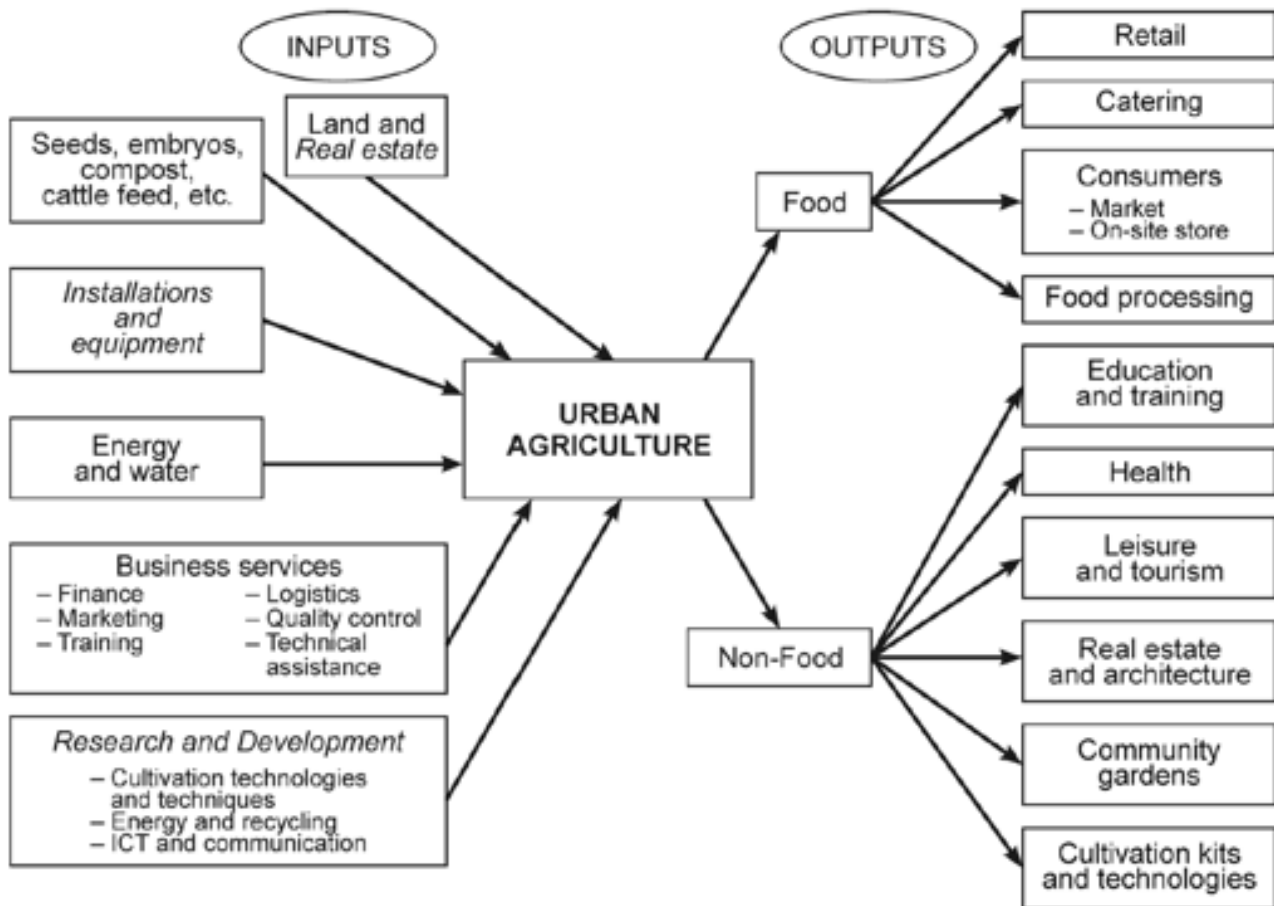 INPUTS
Seeds, embryos,
compost,
cattle feed, etc.
Land and
Real estate
Installations
and
equipment
Energy
and water
Business services
– Finance
– Marketing
– Training
– Logistics
– Quality control
– Technical
assistance
Research and Development
– Cultivation technologies
and techniques
– Energy and recycling
– ICT and communication
URBAN
AGRICULTURE
OUTPUTS
Food
Retail
Catering
Consumers
– Market
– On-site store
Food processing
Non-Food
Education
and training
Health
Leisure
and tourism
Real estate
and architecture
Community
gardens
Cultivation kits
and technologies